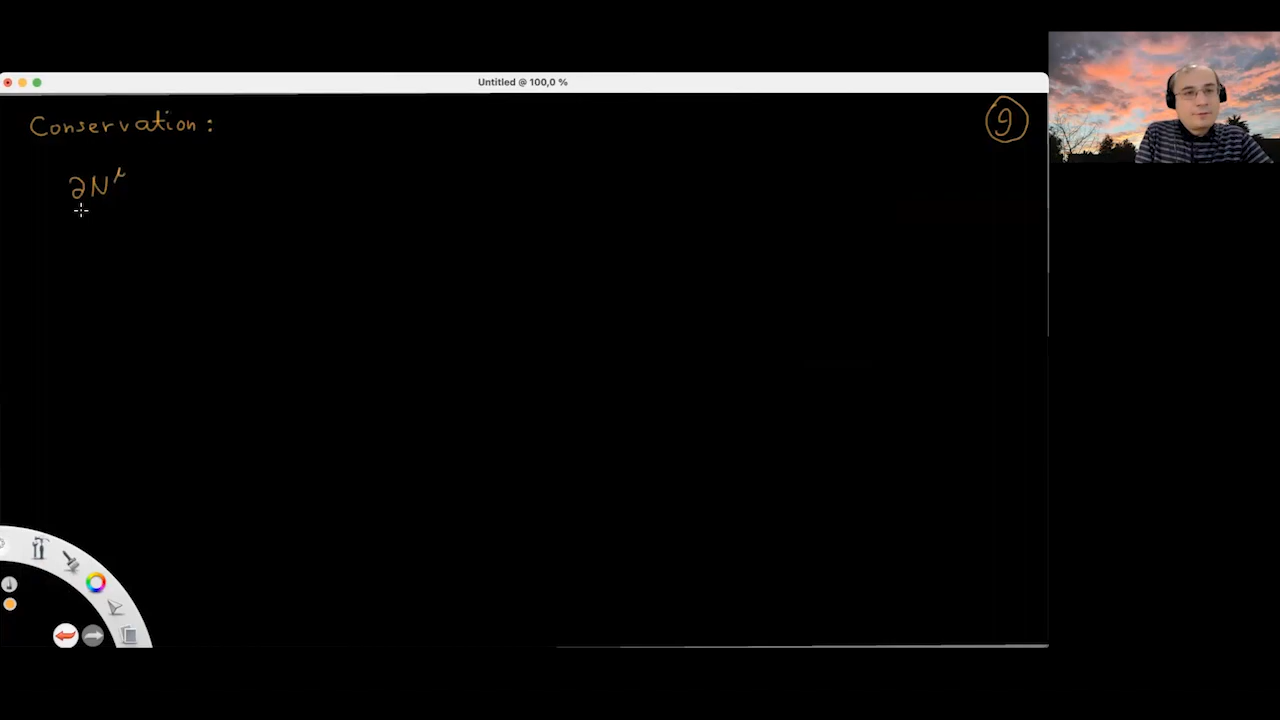 Untitled @ 100,0 %
Conservation :
9
∂N^μ